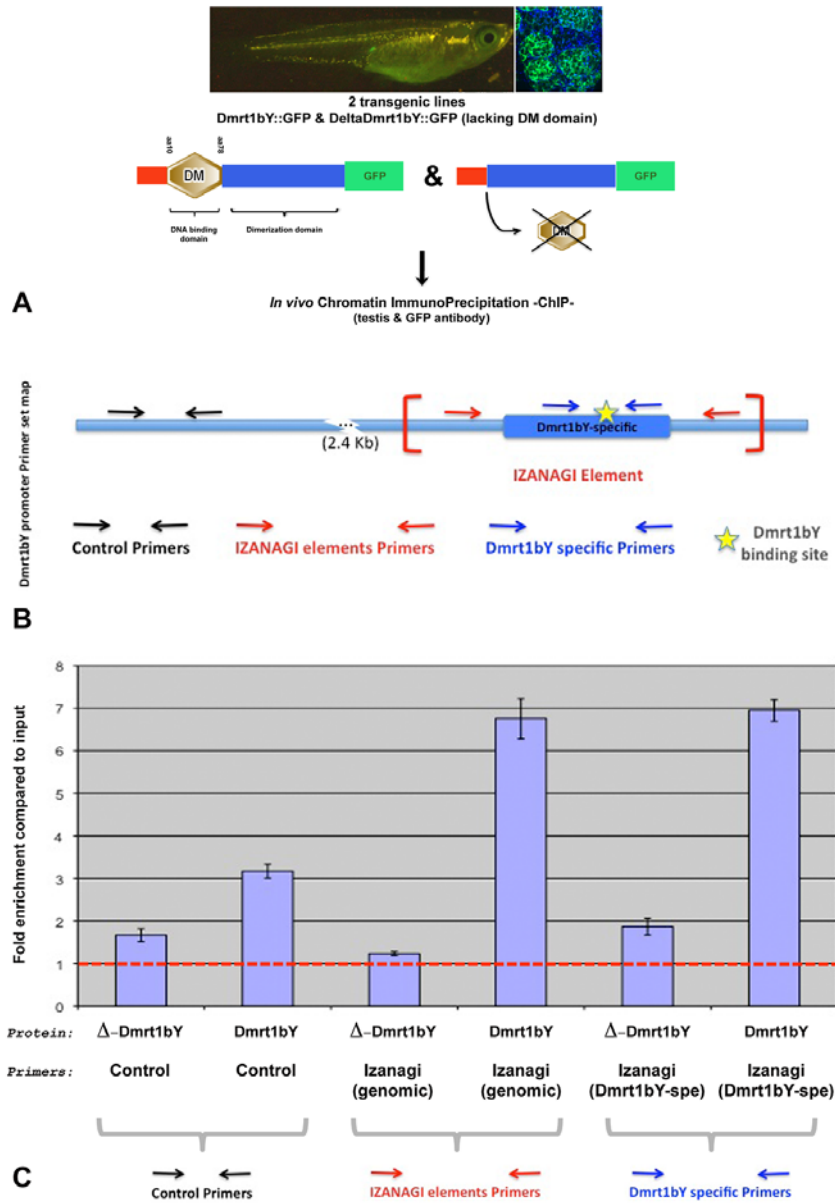 2 transgenic lines
Dmrt1bY::GFP & DeltaDmrt1bY::GFP (lacking DM domain)
aa10
aa78
DM
GFP
&
GFP
DNA binding
domain
Dimerization domain
DM
In vivo Chromatin ImmunoPrecipitation -ChIP-
(testis & GFP antibody)
A
Dmrt1bY promoter Primer set map
...
(2.4 Kb)
Dmrt1bY-specific
IZANAGI Element
Control Primers
IZANAGI elements Primers
Dmrt1bY specific Primers
Dmrt1bY
binding site
B
Fold enrichment compared to input
8
7
6
5
4
3
2
1
0
Protein: Δ-Dmrt1bY Dmrt1bY Δ-Dmrt1bY Dmrt1bY Δ-Dmrt1bY Dmrt1bY
Primers: Control Control Izanagi Izanagi Izanagi Izanagi
(genomic) (genomic) (Dmrt1bY-spe) (Dmrt1bY-spe)
C
Control Primers
IZANAGI elements Primers
Dmrt1bY specific Primers